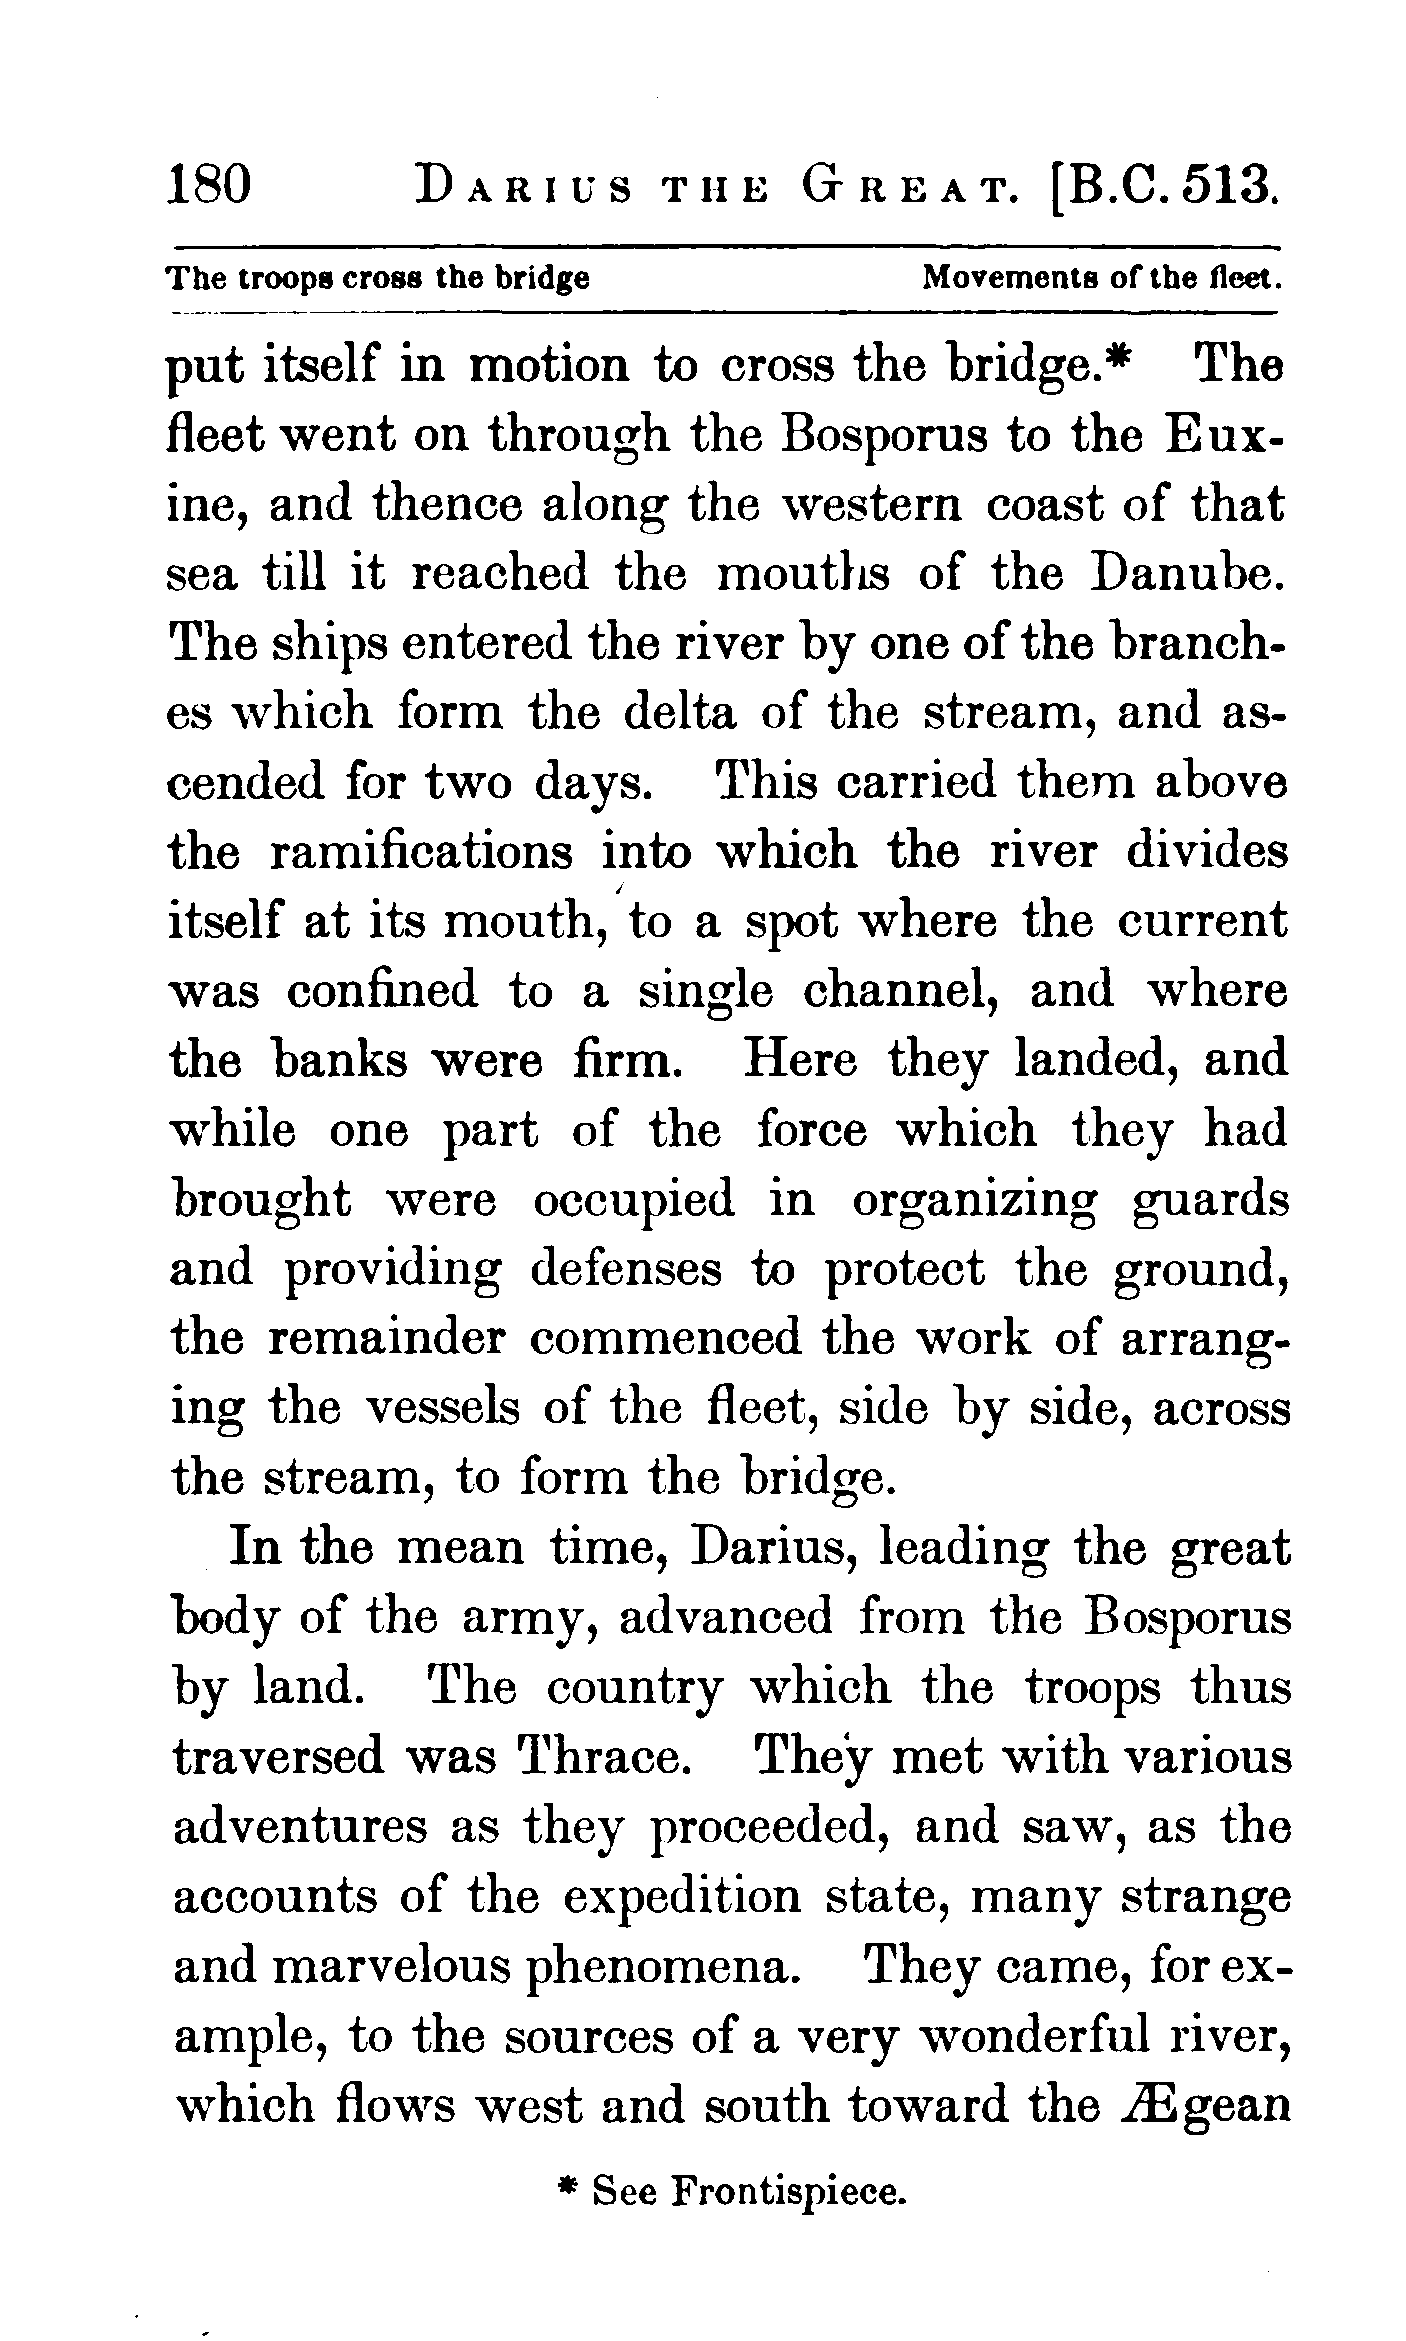 180 DARIUS THE GREAT. [B.C. 513.
The troops cross the bridge Movements of the fleet.
put itself in motion to cross the bridge.* The
fleet went on through the Bosporus to the Eux-
ine, and thence along the western coast of that
sea till it reached the mouths of the Danube.
The ships entered the river by one of the branch-
es which form the delta of the stream, and as-
cended for two days. This carried them above
the ramifications into which the river divides
itself at its mouth, to a spot where the current
was confined to a single channel, and where
the banks were firm. Here they landed, and
while one part of the force which they had
brought were occupied in organizing guards
and providing defenses to protect the ground,
the remainder commenced the work of arrang-
ing the vessels of the fleet, side by side, across
the stream, to form the bridge.
In the mean time, Darius, leading the great
body of the army, advanced from the Bosporus
by land. The country which the troops thus
traversed was Thrace. They met with various
adventures as they proceeded, and saw, as the
accounts of the expedition state, many strange
and marvelous phenomena. They came, for ex-
ample, to the sources of a very wonderful river,
which flows west and south toward the Ægean
* See Frontispiece.